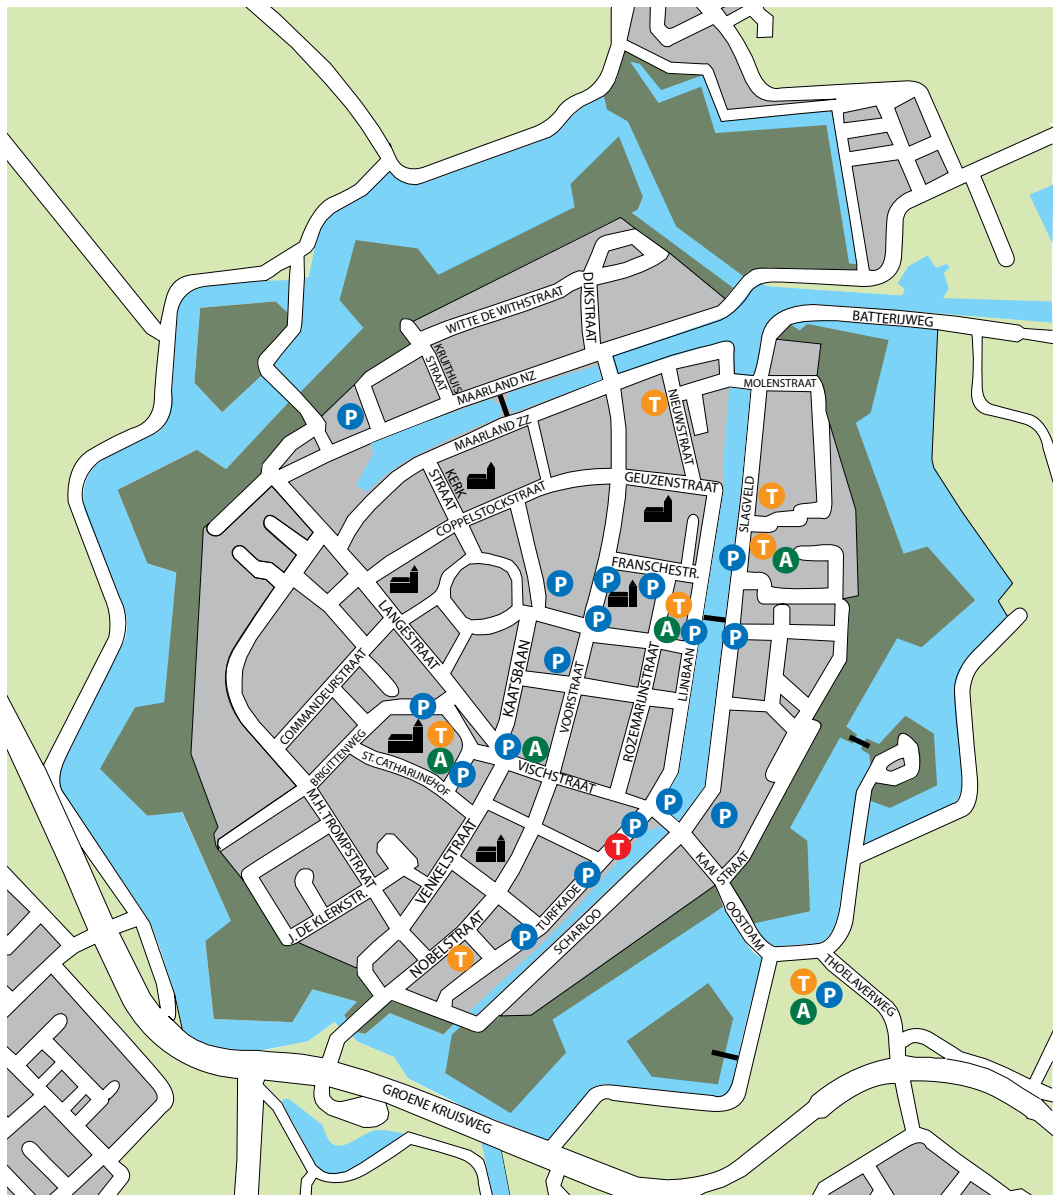 BATTERIJWEG
WITTE DE WITHSTRAAT
DIJKSTRAAT
KRUITHUIS
STRAAT
MAARLAND NZ
MOLENSTRAAT
P
T
NIEUWSTRAAT
MAARLAND ZZ
KERK
STRAAT
GEUZENSTRAAT
COPPELSTOCKSTRAAT
SLAGVELD
T
T
A
P
FRANSCHESTR.
P
P
P
T
P
A
P
P
LANGESTRAAT
COMMANDEURSTRAAT
KAATSBAAN
P
VOORSTRAAT
ROZEMARIJNSTRAAT
LIJNBAAN
P
T
A
P
BRIGITTENWEG
ST. CATHARIJNEHOF
P
A
VISCHSTRAAT
M.H. TROMPSTRAAT
P
P
P
T
VENKELSTRAAT
KAAI
STRAAT
P
J. DE KLERKSTR.
TURFKADE
NOBELSTRAAT
P
SCHARLOO
OOSTDAM
T
THOELAVERWEG
T
P
A
GROENE KRUISWEG